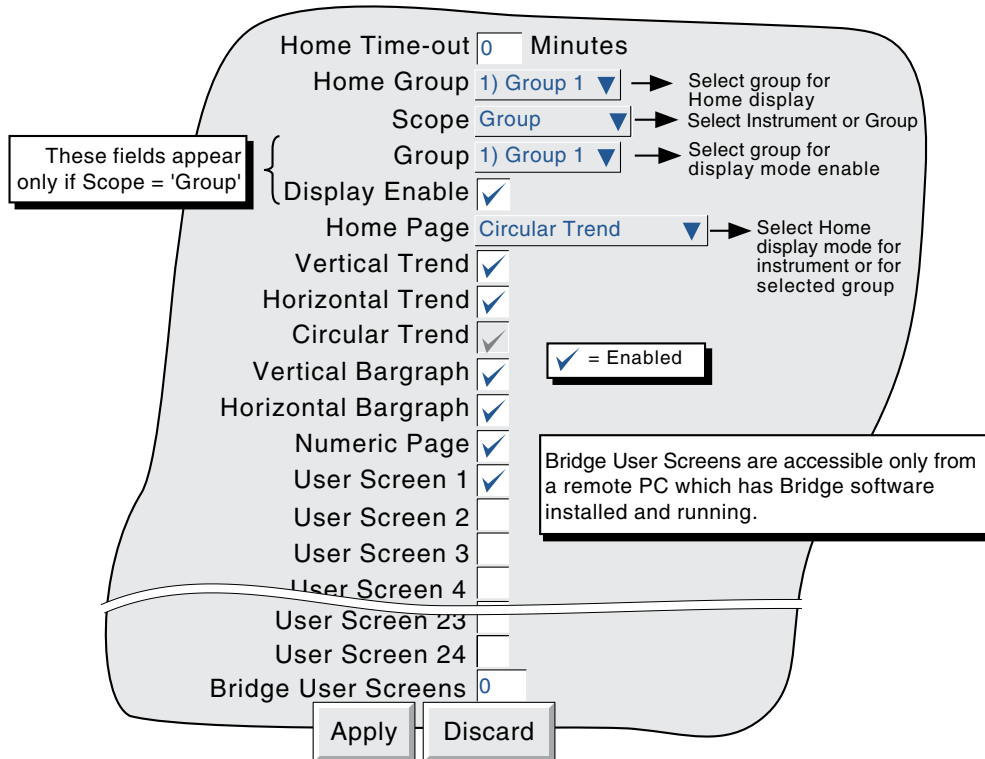 Home Time-out 0 Minutes
Home Group 1) Group 1
Select group for
Home display
Scope Group
Select Instrument or Group
These fields appear
only if Scope = 'Group'
Group 1) Group 1
Select group for
display mode enable
Display Enable
Home Page Circular Trend
Select Home
display mode for
instrument or for
selected group
Vertical Trend
Horizontal Trend
Circular Trend
= Enabled
Vertical Bargraph
Horizontal Bargraph
Numeric Page
User Screen 1
Bridge User Screens are accessible only from
a remote PC which has Bridge software
installed and running.
User Screen 2
User Screen 3
User Screen 4
User Screen 23
User Screen 24
Bridge User Screens 0
Apply Discard